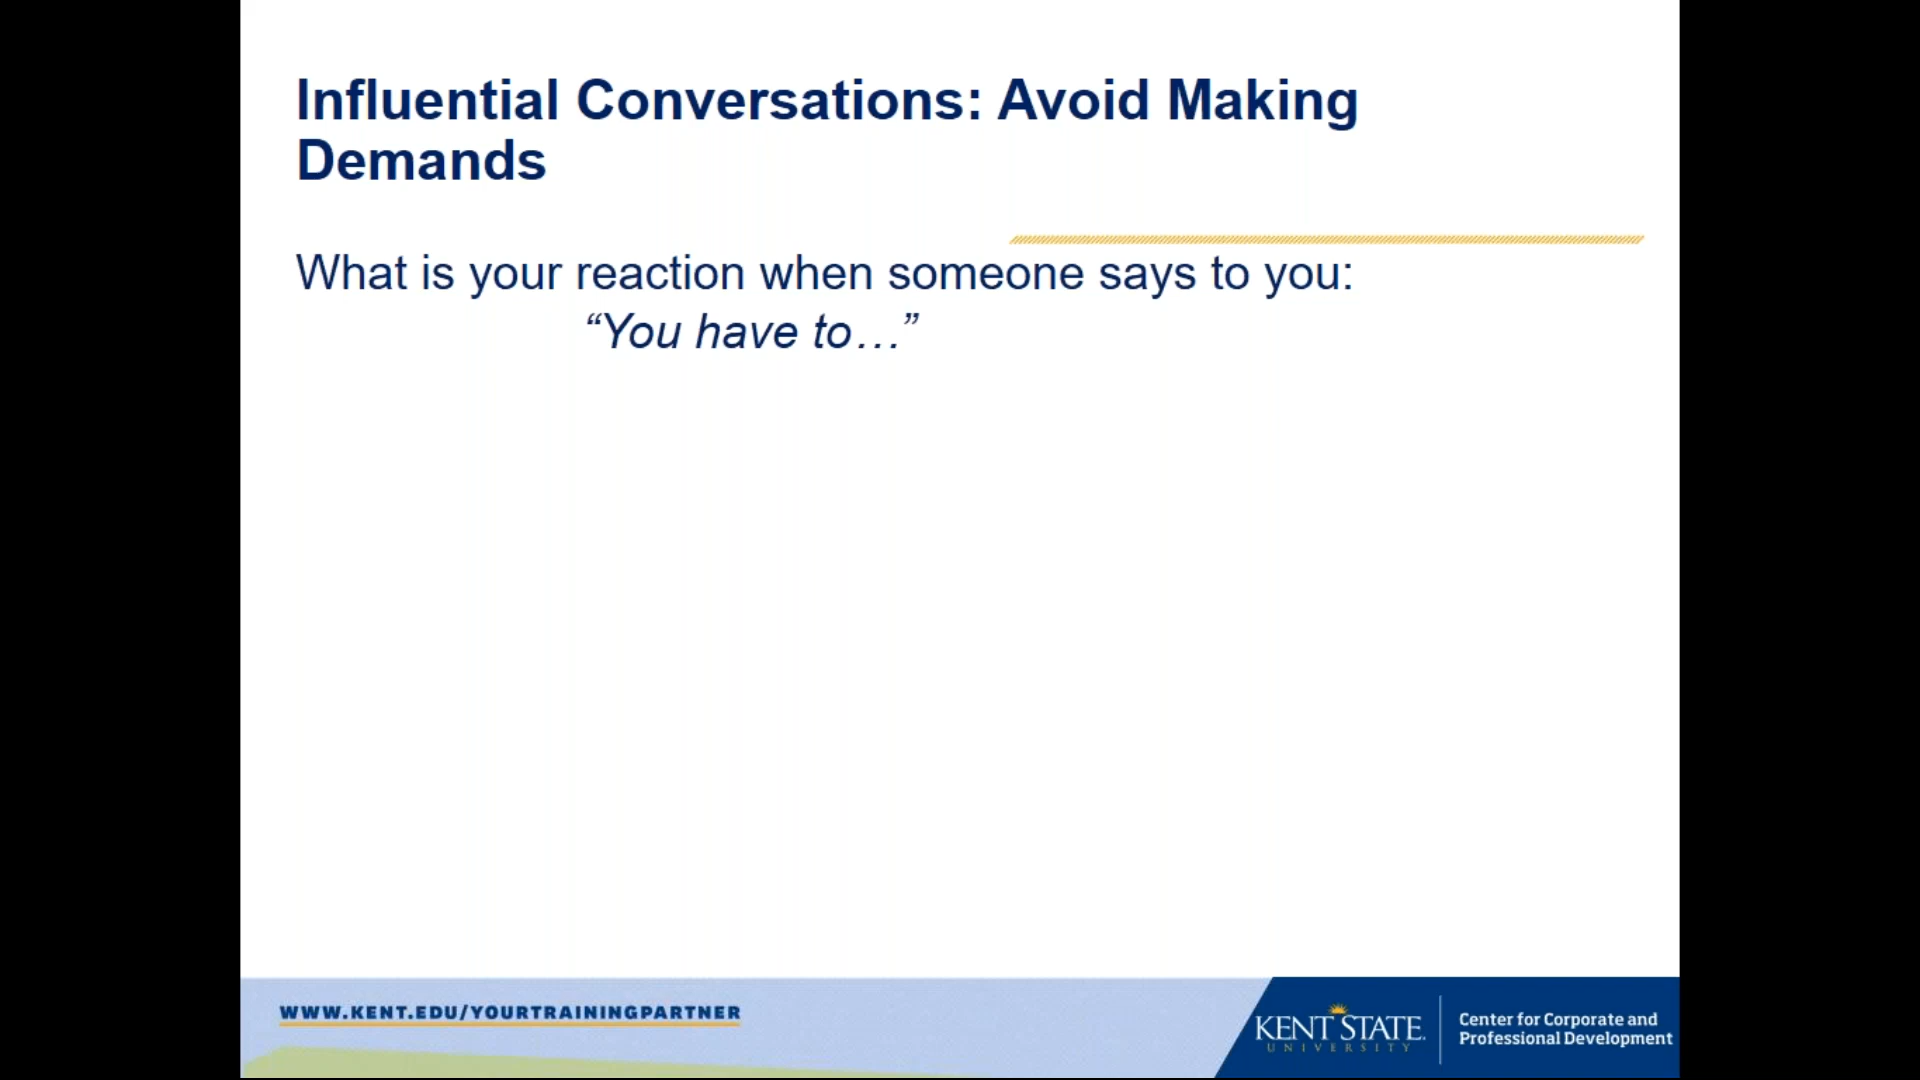 Influential Conversations: Avoid Making
Demands
What is your reaction when someone says to you:
“You have to…”
WWW.KENT.EDU/YOURTRAININGPARTNER
KENT STATE
UNIVERSITY
Center for Corporate and
Professional Development